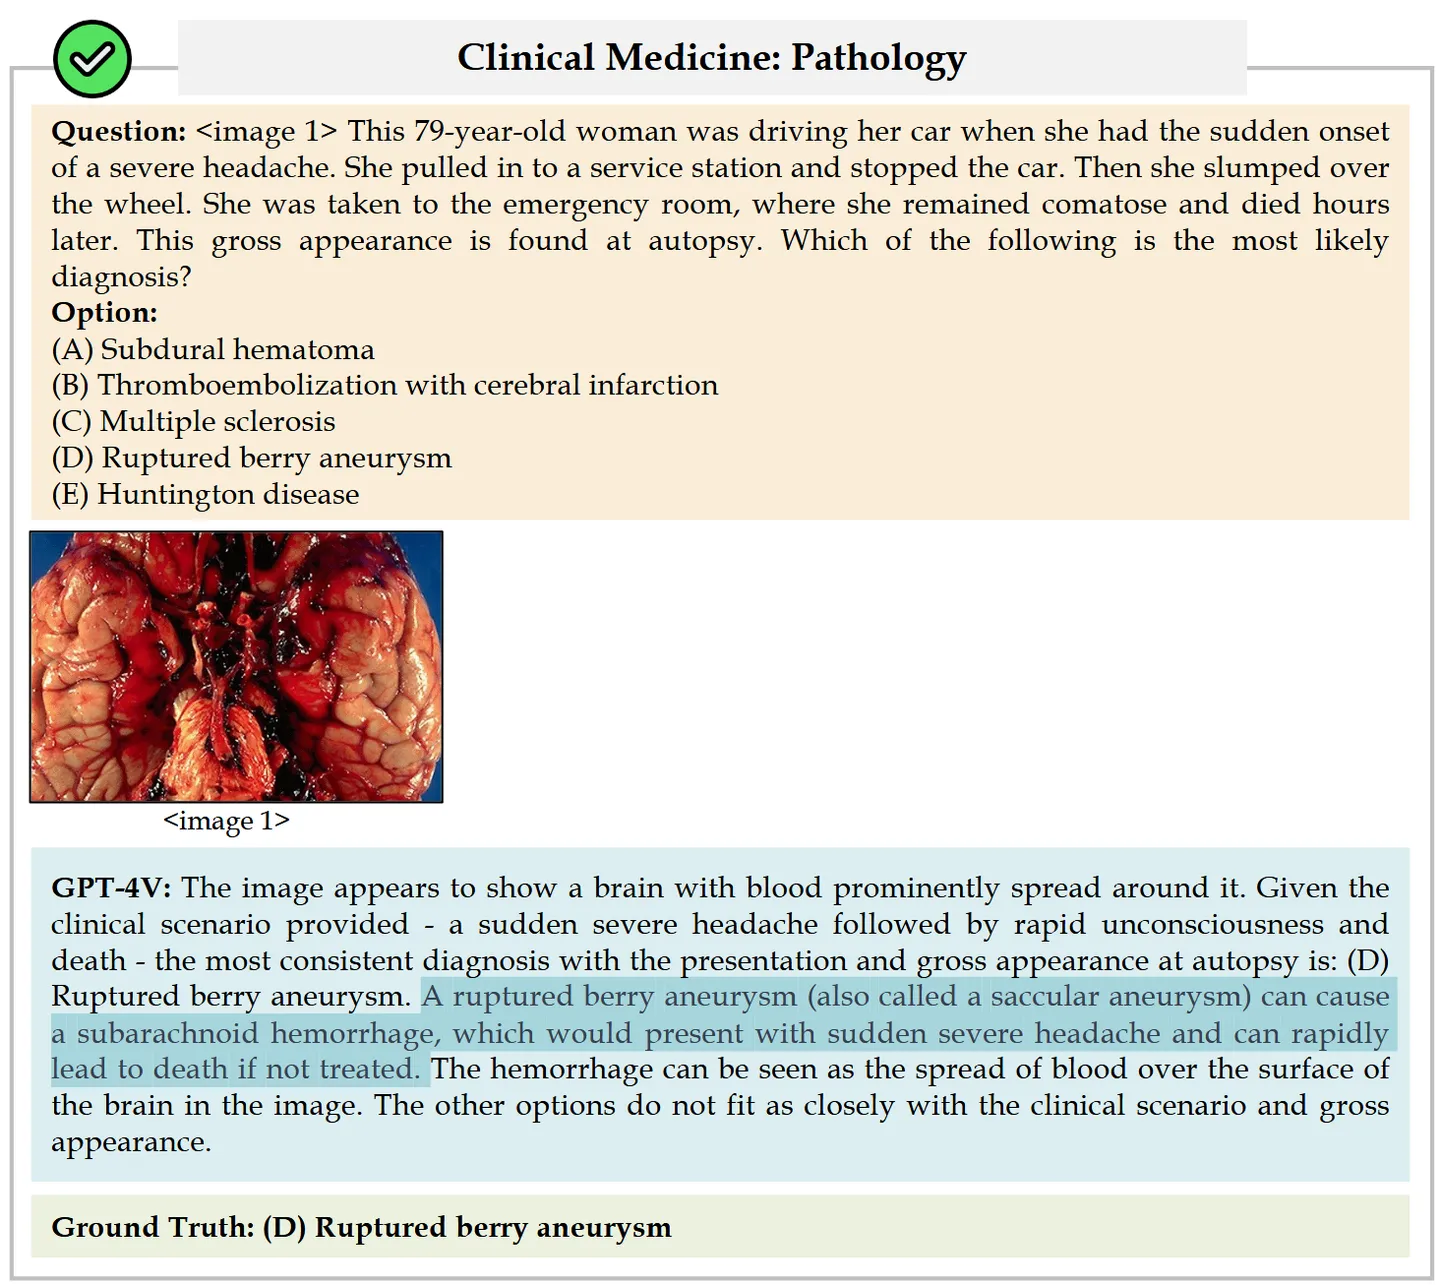 Clinical Medicine: Pathology
Question: <image 1> This 79-year-old woman was driving her car when she had the sudden onset
of a severe headache. She pulled in to a service station and stopped the car. Then she slumped over
the wheel. She was taken to the emergency room, where she remained comatose and died hours
later. This gross appearance is found at autopsy. Which of the following is the most likely
diagnosis?
Option:
(A) Subdural hematoma
(B) Thromboembolization with cerebral infarction
(C) Multiple sclerosis
(D) Ruptured berry aneurysm
(E) Huntington disease
<image 1>
GPT-4V: The image appears to show a brain with blood prominently spread around it. Given the
clinical scenario provided - a sudden severe headache followed by rapid unconsciousness and
death - the most consistent diagnosis with the presentation and gross appearance at autopsy is: (D)
Ruptured berry aneurysm. A ruptured berry aneurysm (also called a saccular aneurysm) can cause
a subarachnoid hemorrhage, which would present with sudden severe headache and can rapidly
lead to death if not treated. The hemorrhage can be seen as the spread of blood over the surface of
the brain in the image. The other options do not fit as closely with the clinical scenario and gross
appearance.
Ground Truth: (D) Ruptured berry aneurysm